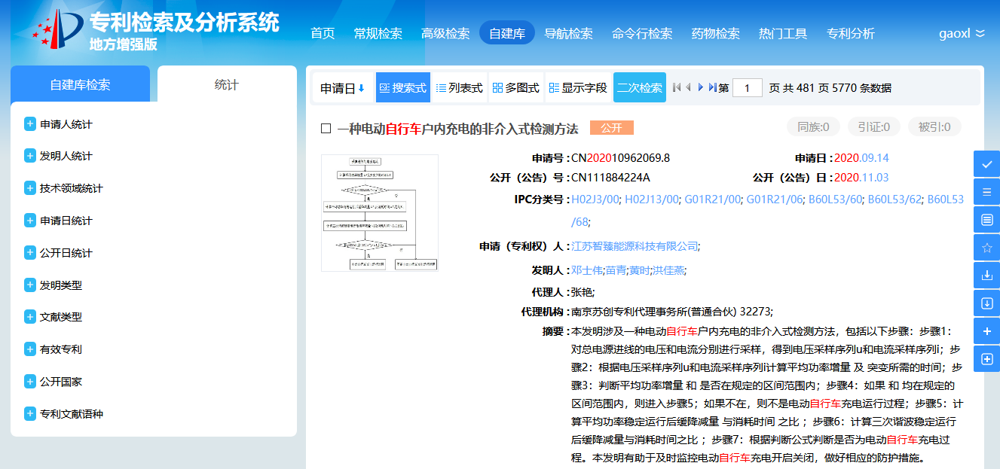 专利检索及分析系统
地方增强版
首页 常规检索 高级检索 自建库 导航检索 命令行检索 药物检索 热门工具 专利分析 gaoxl
自建库检索 统计
申请人统计
发明人统计
技术领域统计
申请日统计
公开日统计
发明类型
文献类型
有效专利
公开国家
专利文献语种
申请日 搜索式 列表式 多图式 显示字段 二次检索 第 1 页 共 481 页 5770 条数据
一种电动自行车户内充电的非介入式检测方法 公开 同族:0 引证:0 被引:0
申请号 : CN202010962069.8 申请日 : 2020.09.14
公开（公告）号 : CN111884224A 公开（公告）日 : 2020.11.03
IPC分类号 : H02J3/00; H02J13/00; G01R21/00; G01R21/06; B60L53/60; B60L53/62; B60L53
/68;
申请（专利权）人 : 江苏智臻能源科技有限公司;
发明人 : 邓士伟;苗青;黄时;洪佳燕;
代理人 : 张艳;
代理机构 : 南京苏创专利代理事务所(普通合伙) 32273;
摘要 : 本发明涉及一种电动自行车户内充电的非介入式检测方法，包括以下步骤：步骤1：
对总电源进线的电压和电流分别进行采样，得到电压采样序列u和电流采样序列i；步
骤2：根据电压采样序列u和电流采样序列i计算平均功率增量 及 突变所需的时间；步
骤3：判断平均功率增量 和 是否在规定的区间范围内；步骤4：如果 和 均在规定的
区间范围内，则进入步骤5；如果不在，则不是电动自行车充电运行过程；步骤5：计
算平均功率稳定运行后缓降减量 与消耗时间 之比 ；步骤6：计算三次谐波稳定运行
后缓降减量与消耗时间之比 ；步骤7：根据判断公式判断是否为电动自行车充电过
程。本发明有助于及时监控电动自行车充电开启关闭，做好相应的防护措施。